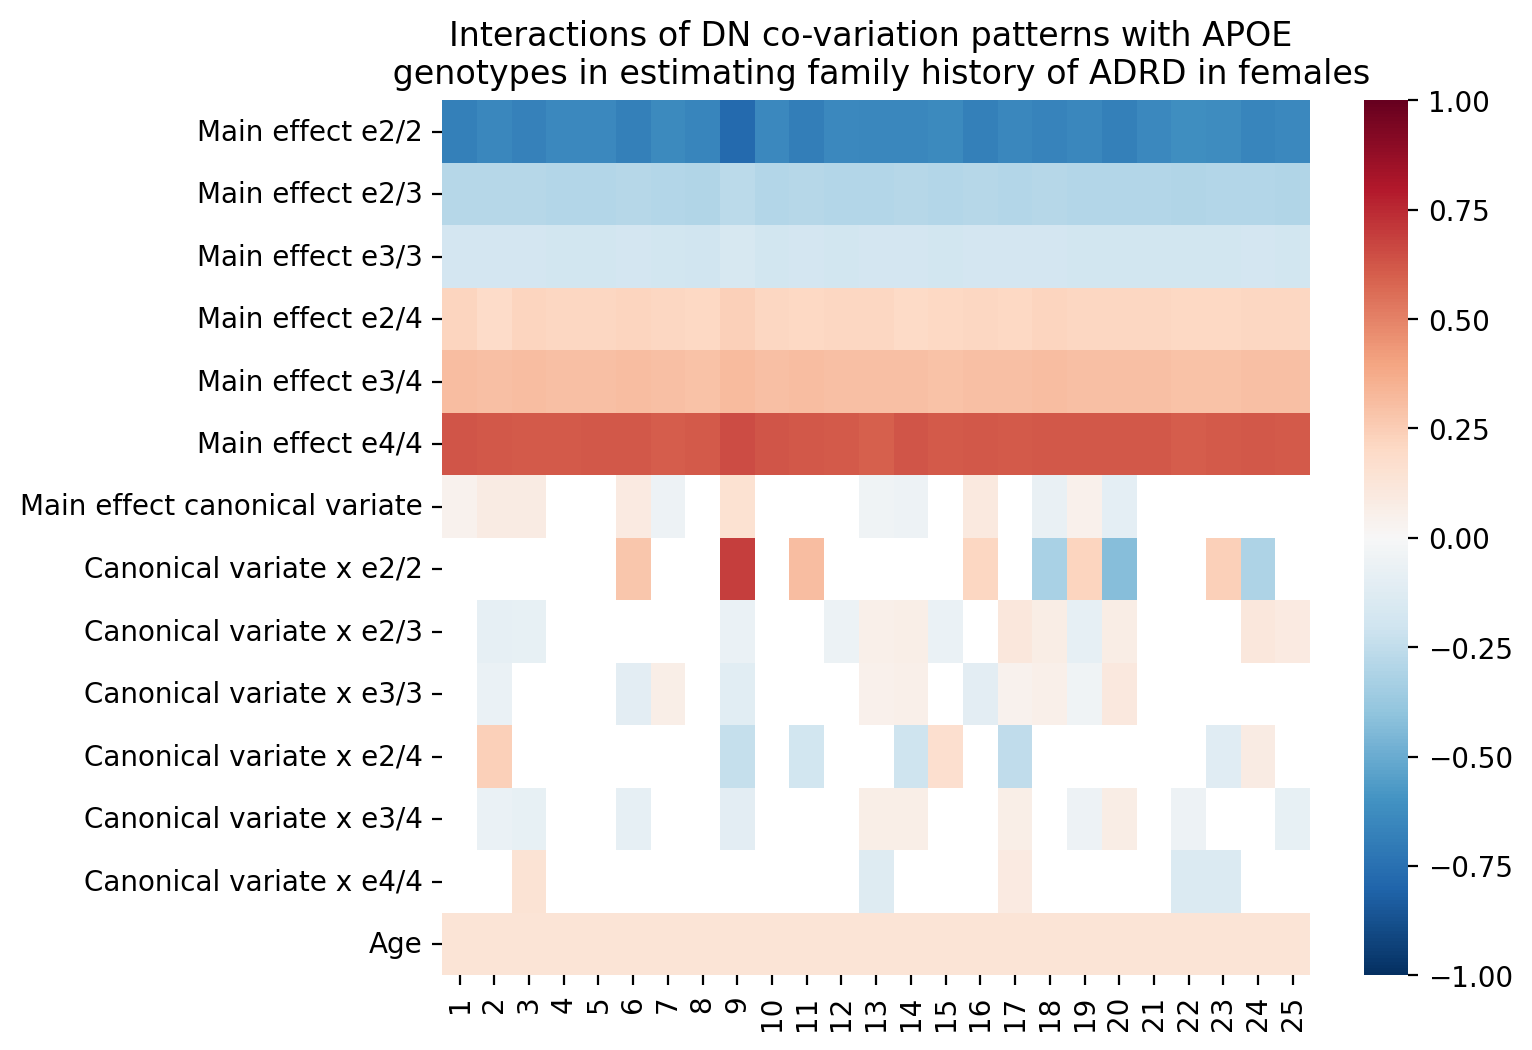 Interactions of DN co-variation patterns with APOE
genotypes in estimating family history of ADRD in females
Main effect e2/2
Main effect e2/3
Main effect e3/3
Main effect e2/4
Main effect e3/4
Main effect e4/4
Main effect canonical variate
Canonical variate x e2/2
Canonical variate x e2/3
Canonical variate x e3/3
Canonical variate x e2/4
Canonical variate x e3/4
Canonical variate x e4/4
Age
1 2 3 4 5 6 7 8 9 10 11 12 13 14 15 16 17 18 19 20 21 22 23 24 25
1.00
0.75
0.50
0.25
0.00
−0.25
−0.50
−0.75
−1.00